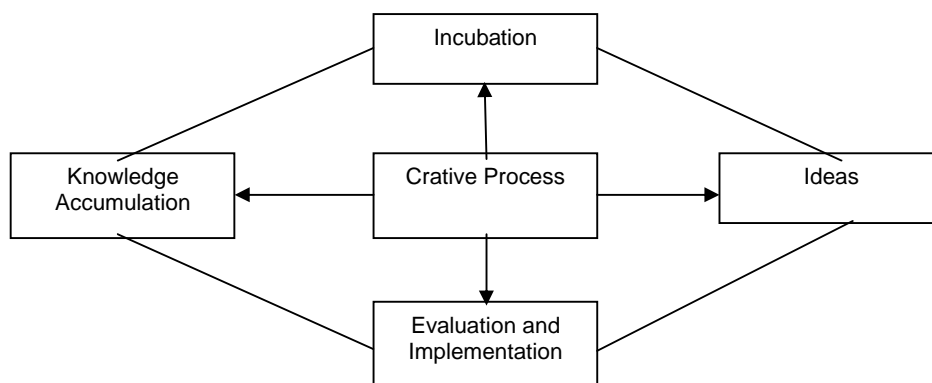 Incubation
Knowledge
Accumulation
Crative Process
Ideas
Evaluation and
Implementation